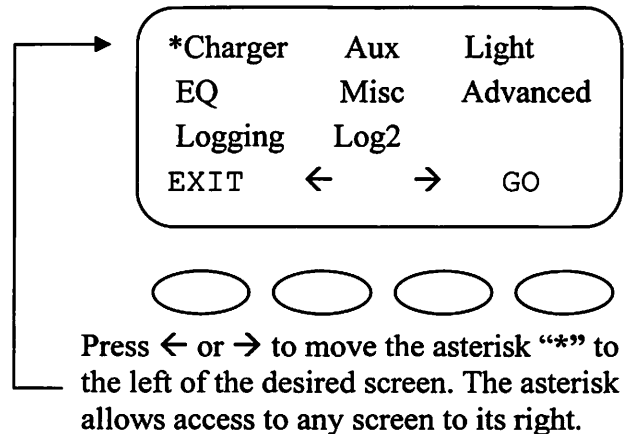 *Charger Aux Light
EQ Misc Advanced
Logging Log2
EXIT ← → GO
Press ← or → to move the asterisk “*” to
the left of the desired screen. The asterisk
allows access to any screen to its right.